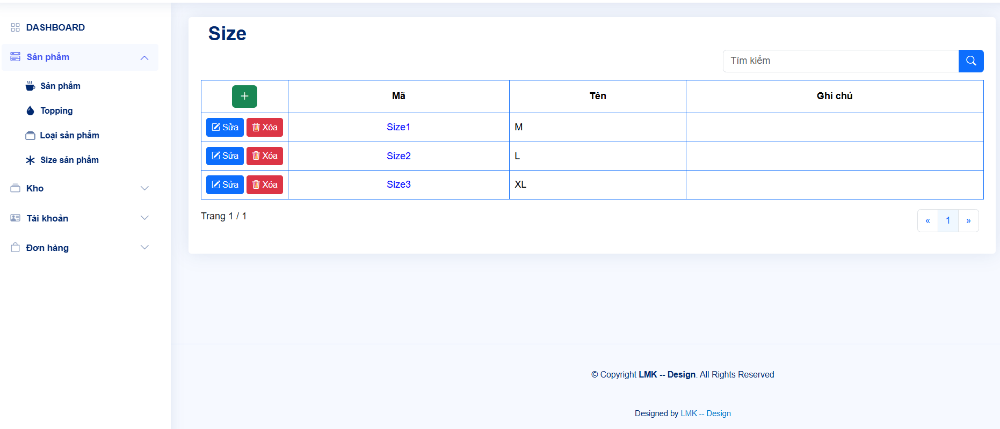 DASHBOARD
Sản phẩm
Sản phẩm
Topping
Loại sản phẩm
Size sản phẩm
Kho
Tài khoản
Đơn hàng
Size
Tìm kiếm
+ Mã Tên Ghi chú
Sửa Xóa Size1 M
Sửa Xóa Size2 L
Sửa Xóa Size3 XL
Trang 1 / 1
« 1 »
© Copyright LMK -- Design. All Rights Reserved
Designed by LMK -- Design